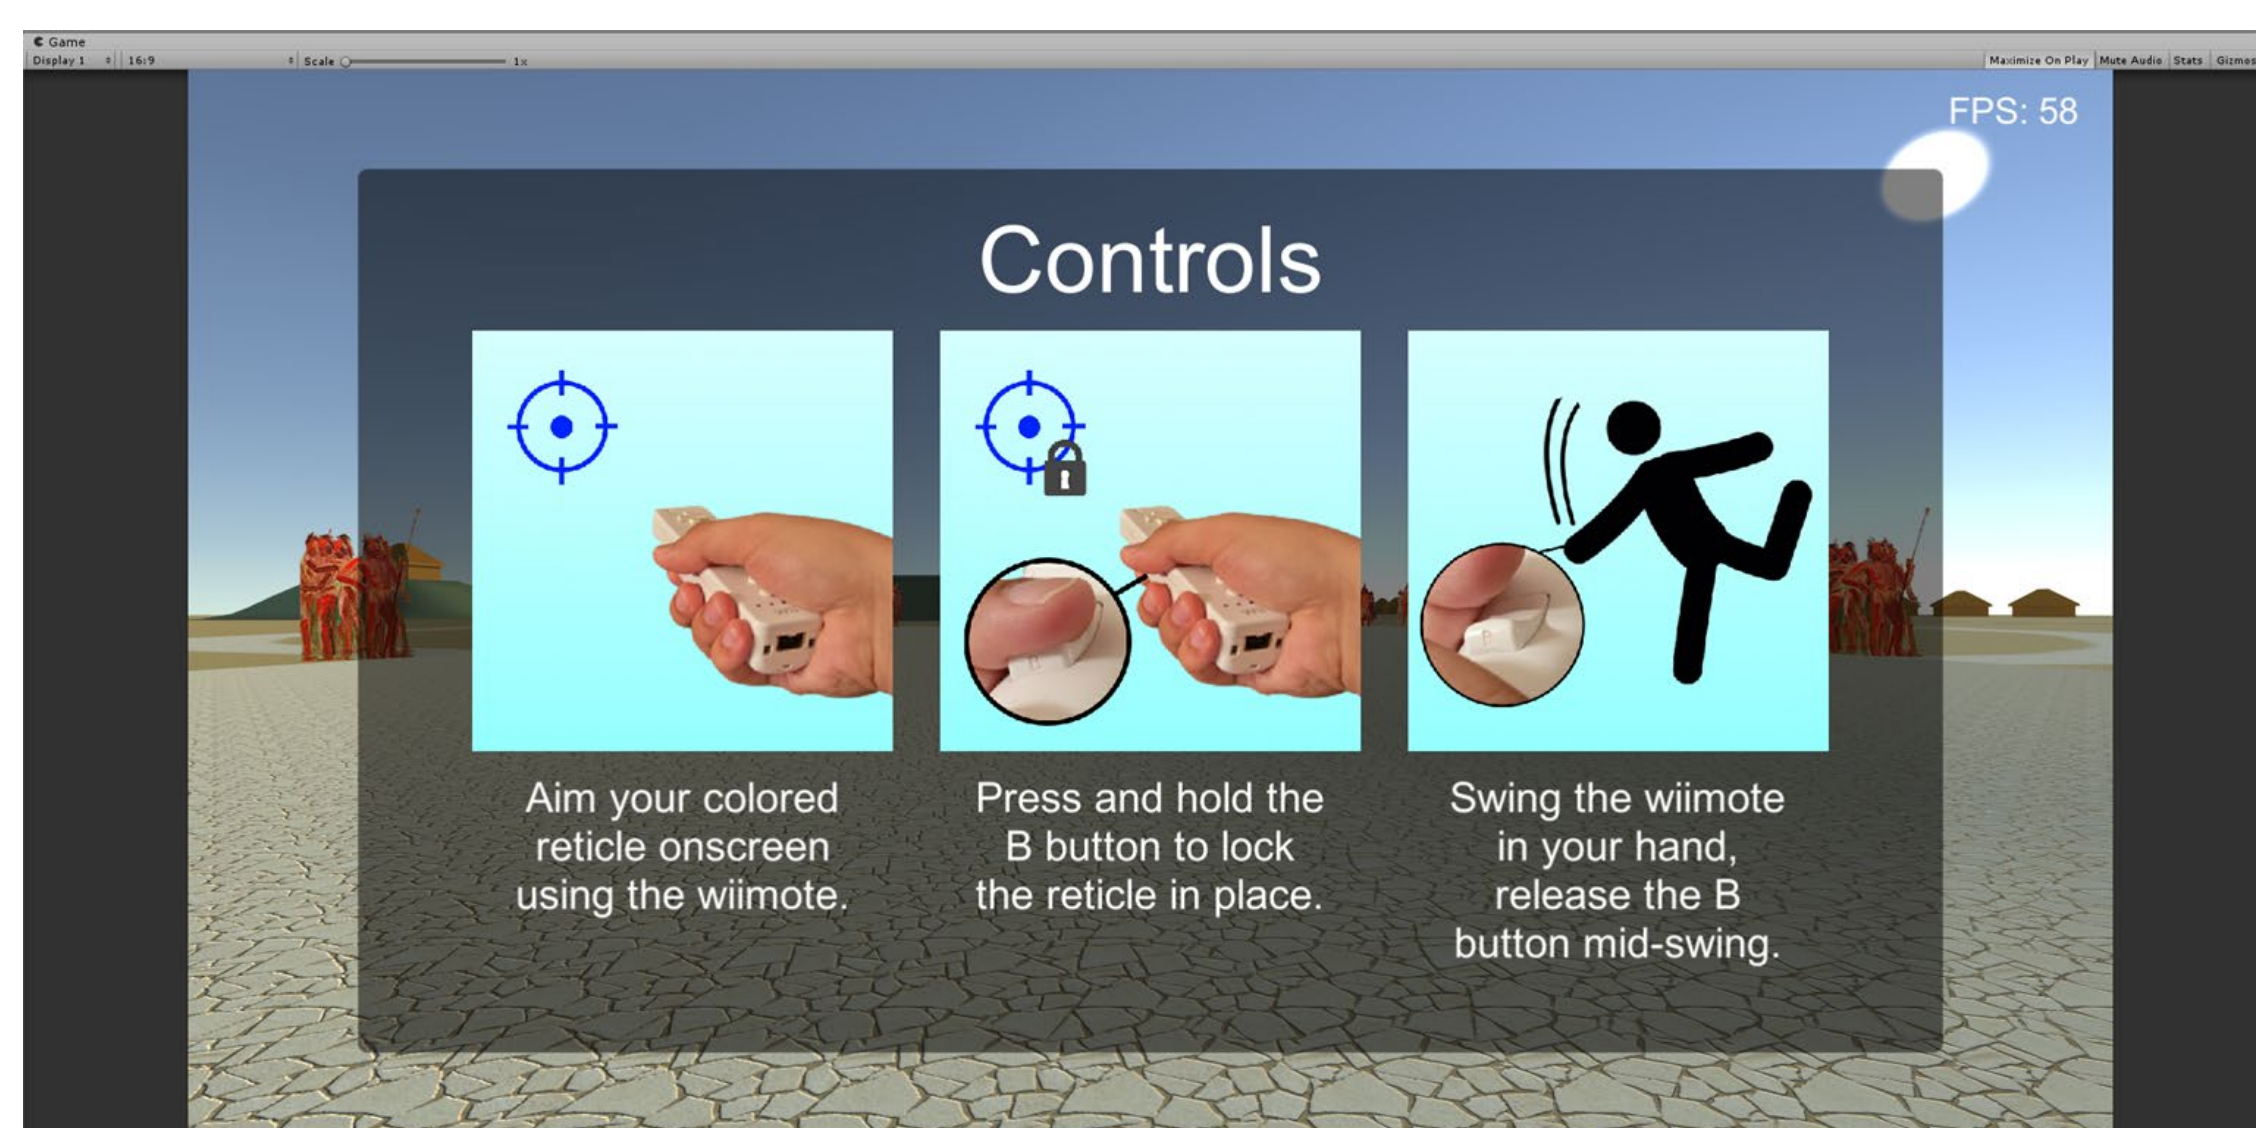 Game
Display 1 16:9 Scale 1x Maximize On Play Mute Audio Stats Gizmos
FPS: 58
Controls
Aim your colored
reticle onscreen
using the wiimote.
Press and hold the
B button to lock
the reticle in place.
Swing the wiimote
in your hand,
release the B
button mid-swing.
B
B